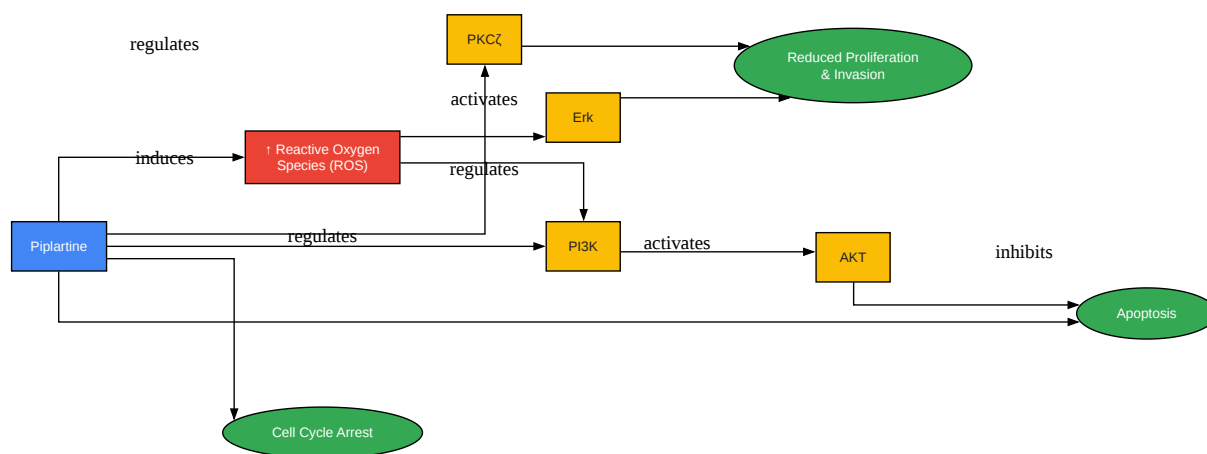 PKCζ
regulates
Reduced Proliferation
& Invasion
activates
Erk
↑ Reactive Oxygen
Species (ROS)
induces
regulates
Piplartine
regulates
PI3K
activates
AKT
inhibits
Apoptosis
Cell Cycle Arrest